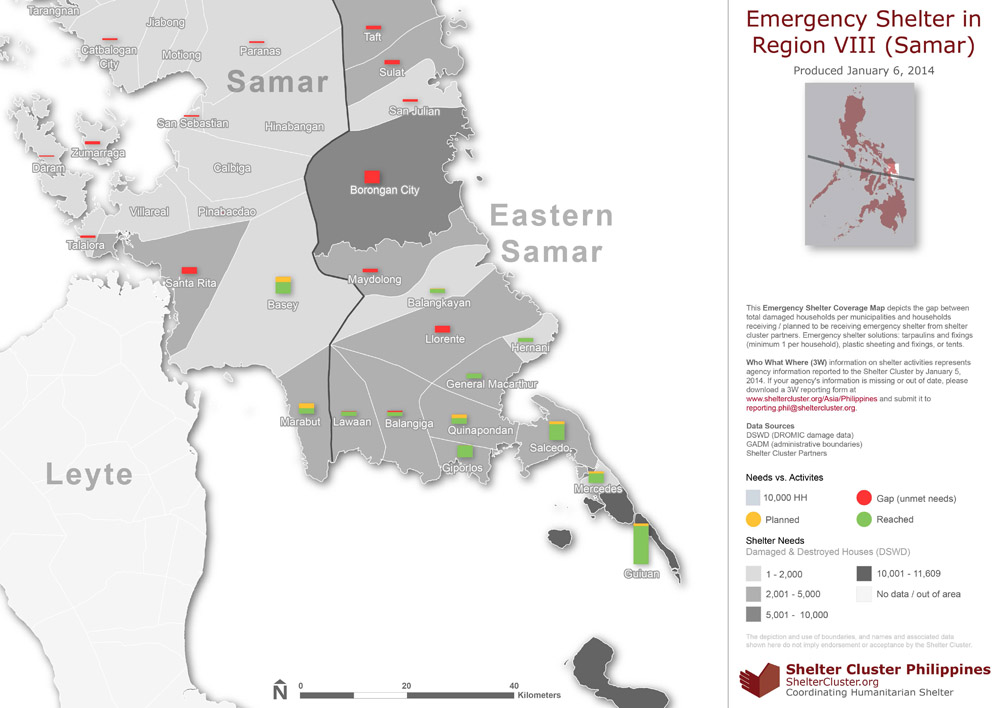 Tarangnan
Jiabong
Catbalogan
City
Motiong
Paranas
Taft
Sulat
Samar
San Julian
San Sebastian
Hinabangan
Zumarraga
Daram
Calbiga
Borongan City
Villareal
Pinabacdao
Eastern
Samar
Talalora
Santa Rita
Maydolong
Basey
Balangkayan
Llorente
Hernani
General Macarthur
Marabut
Lawaan
Balangiga
Quinapondan
Salcedo
Giporlos
Leyte
Mercedes
Guiuan
N
0 20 40
Kilometers
Emergency Shelter in
Region VIII (Samar)
Produced January 6, 2014
This Emergency Shelter Coverage Map depicts the gap between
total damaged households per municipalities and households
receiving / planned to be receiving emergency shelter from shelter
cluster partners. Emergency shelter solutions: tarpaulins and fixings
(minimum 1 per household), plastic sheeting and fixings, or tents.
Who What Where (3W) information on shelter activities represents
agency information reported to the Shelter Cluster by January 5,
2014. If your agency's information is missing or out of date, please
download a 3W reporting form at
www.sheltercluster.org/Asia/Philippines and submit it to
reporting.phil@sheltercluster.org.
Data Sources
DSWD (DROMIC damage data)
GADM (administrative boundaries)
Shelter Cluster Partners
Needs vs. Activites
10,000 HH
Gap (unmet needs)
Planned
Reached
Shelter Needs
Damaged & Destroyed Houses (DSWD)
1 - 2,000
10,001 - 11,609
2,001 - 5,000
No data / out of area
5,001 - 10,000
The depiction and use of boundaries, and names and associated data
shown here do not imply endorsement or acceptance by the Shelter Cluster.
Shelter Cluster Philippines
ShelterCluster.org
Coordinating Humanitarian Shelter